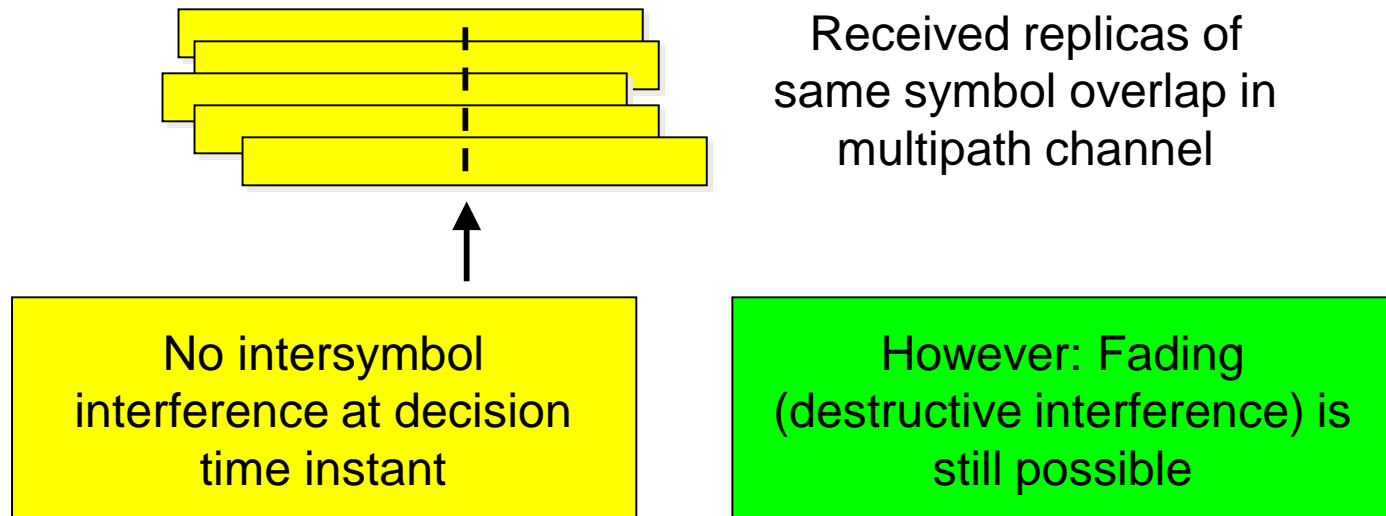 Received replicas of
same symbol overlap in
multipath channel
No intersymbol
interference at decision
time instant
However: Fading
(destructive interference) is
still possible